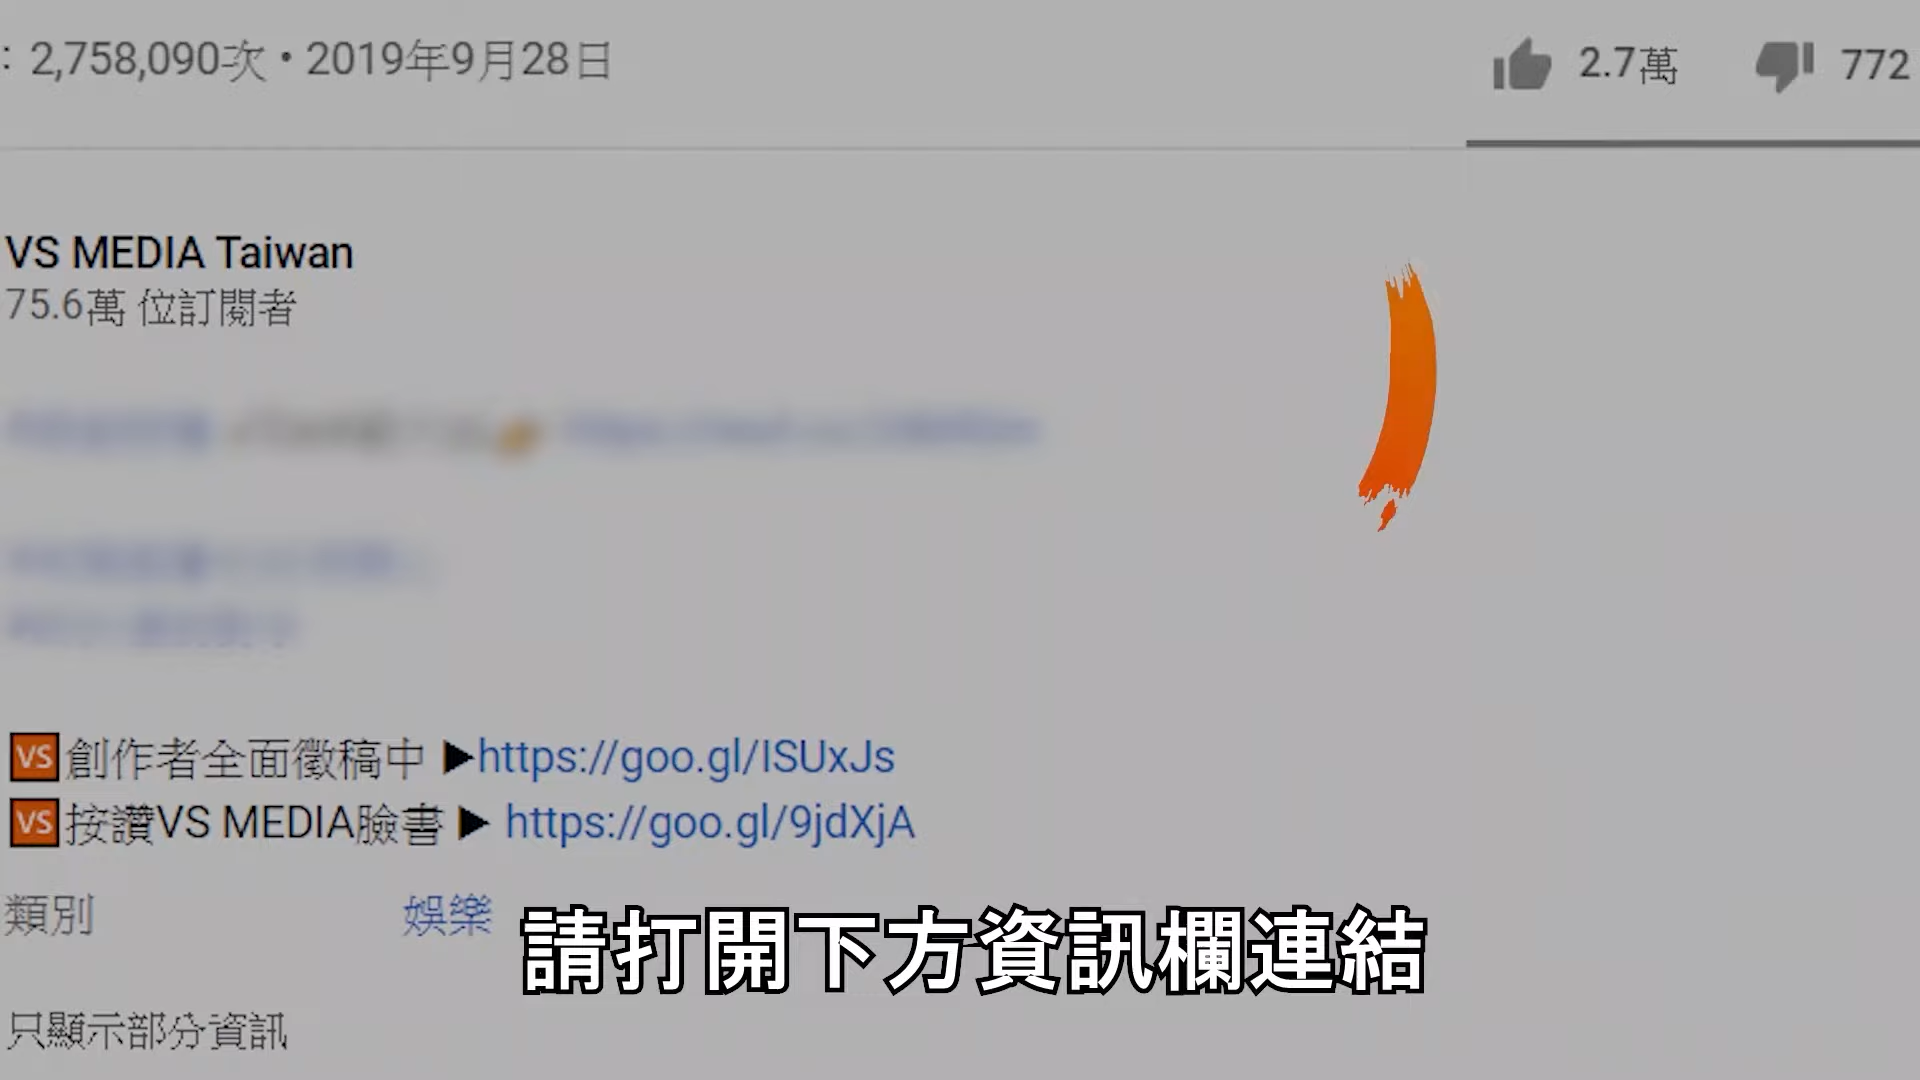 : 2,758,090次 • 2019年9月28日
2.7萬
772
VS MEDIA Taiwan
75.6萬 位訂閱者
VS創作者全面徵稿中 ▶https://goo.gl/ISUxJs
VS按讚VS MEDIA臉書 ▶ https://goo.gl/9jdXjA
類別 娛樂
請打開下方資訊欄連結
只顯示部分資訊